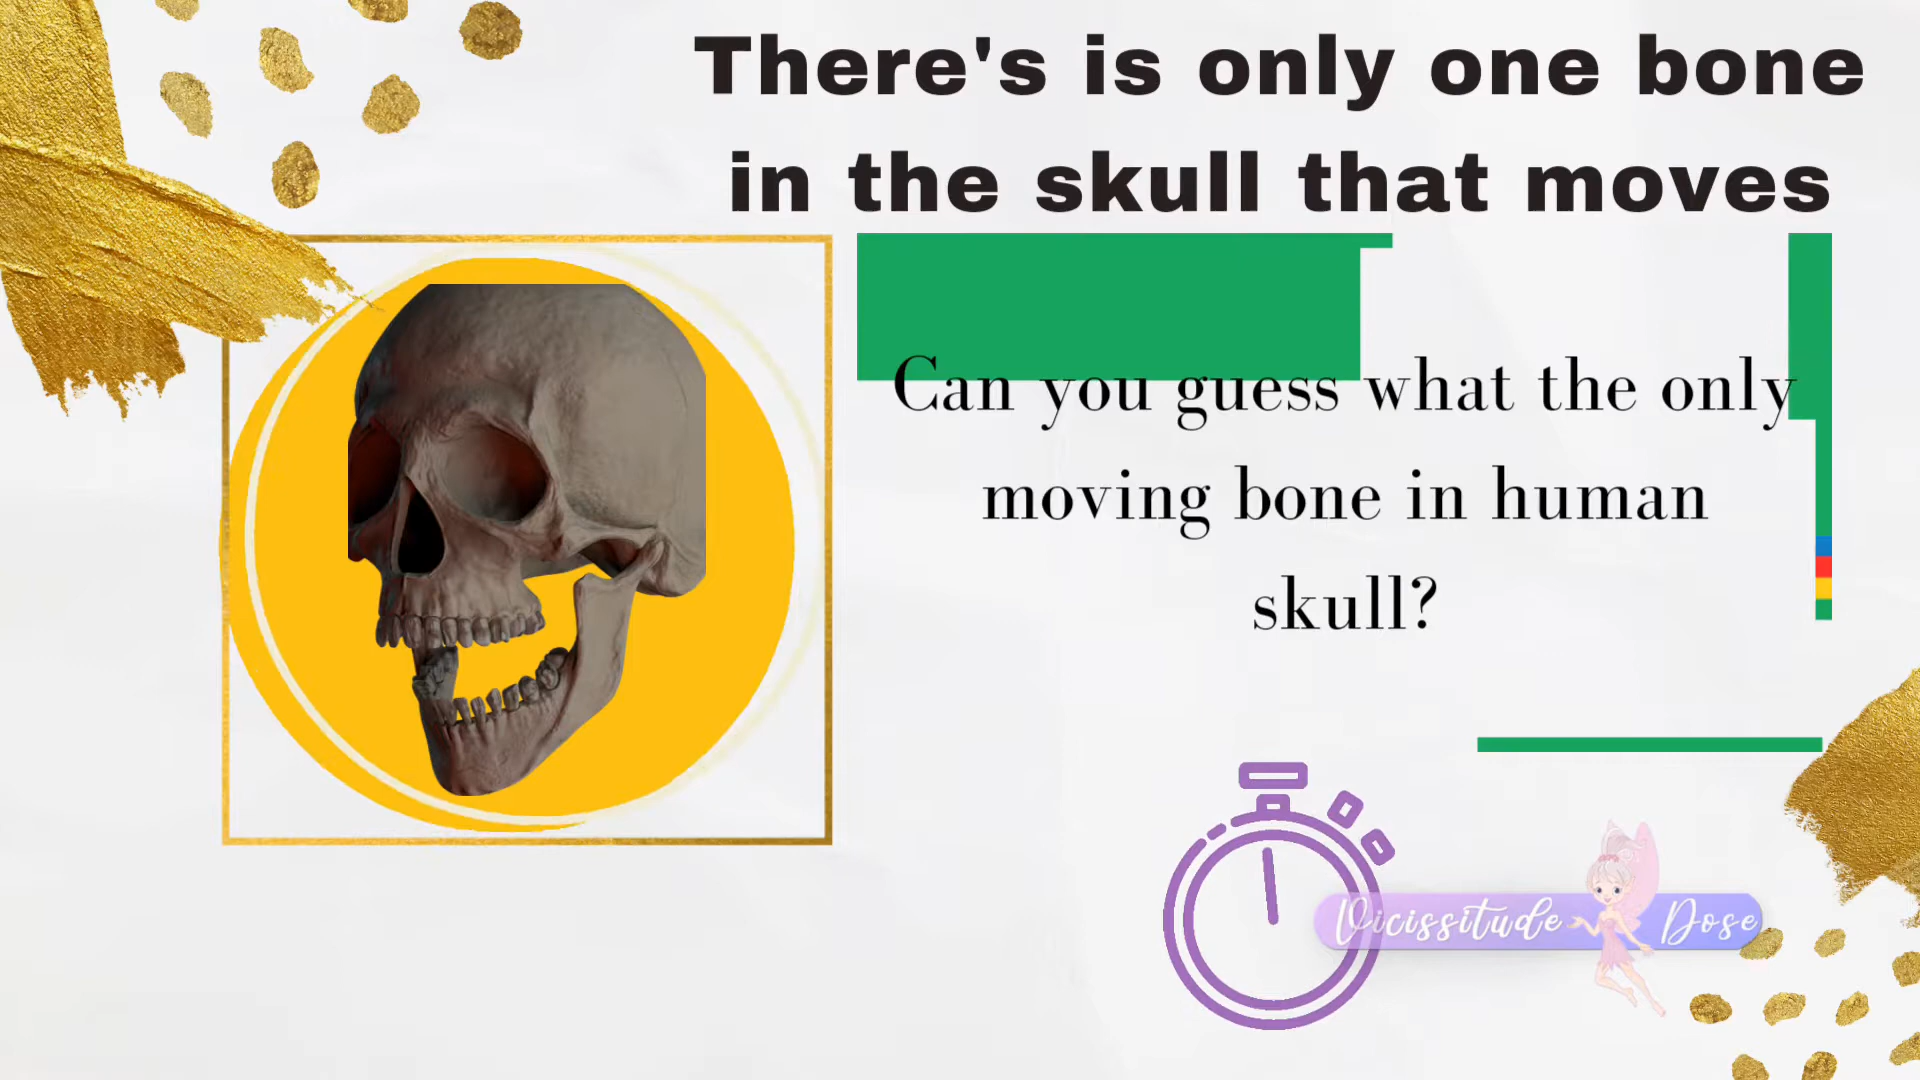 There's is only one bone
in the skull that moves
Can you guess what the only
moving bone in human
skull?
Vicissitude Dose